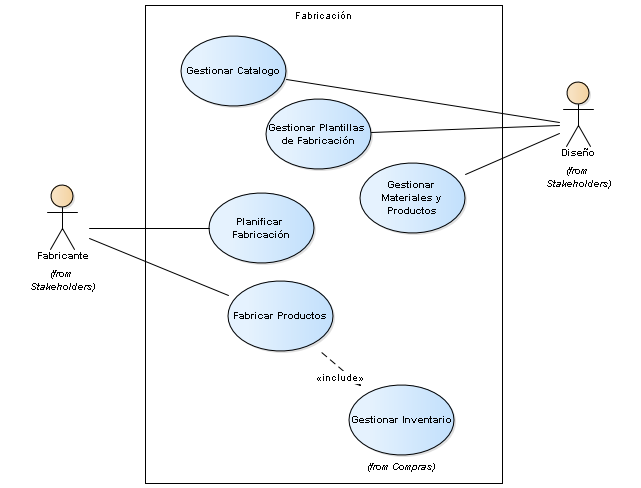 Fabricación
Gestionar Catalogo
Gestionar Plantillas
de Fabricación
Diseño
(from
Stakeholders)
Gestionar
Materiales y
Productos
Planificar
Fabricación
Fabricante
(from
Stakeholders)
Fabricar Productos
«include»
Gestionar Inventario
(from Compras)